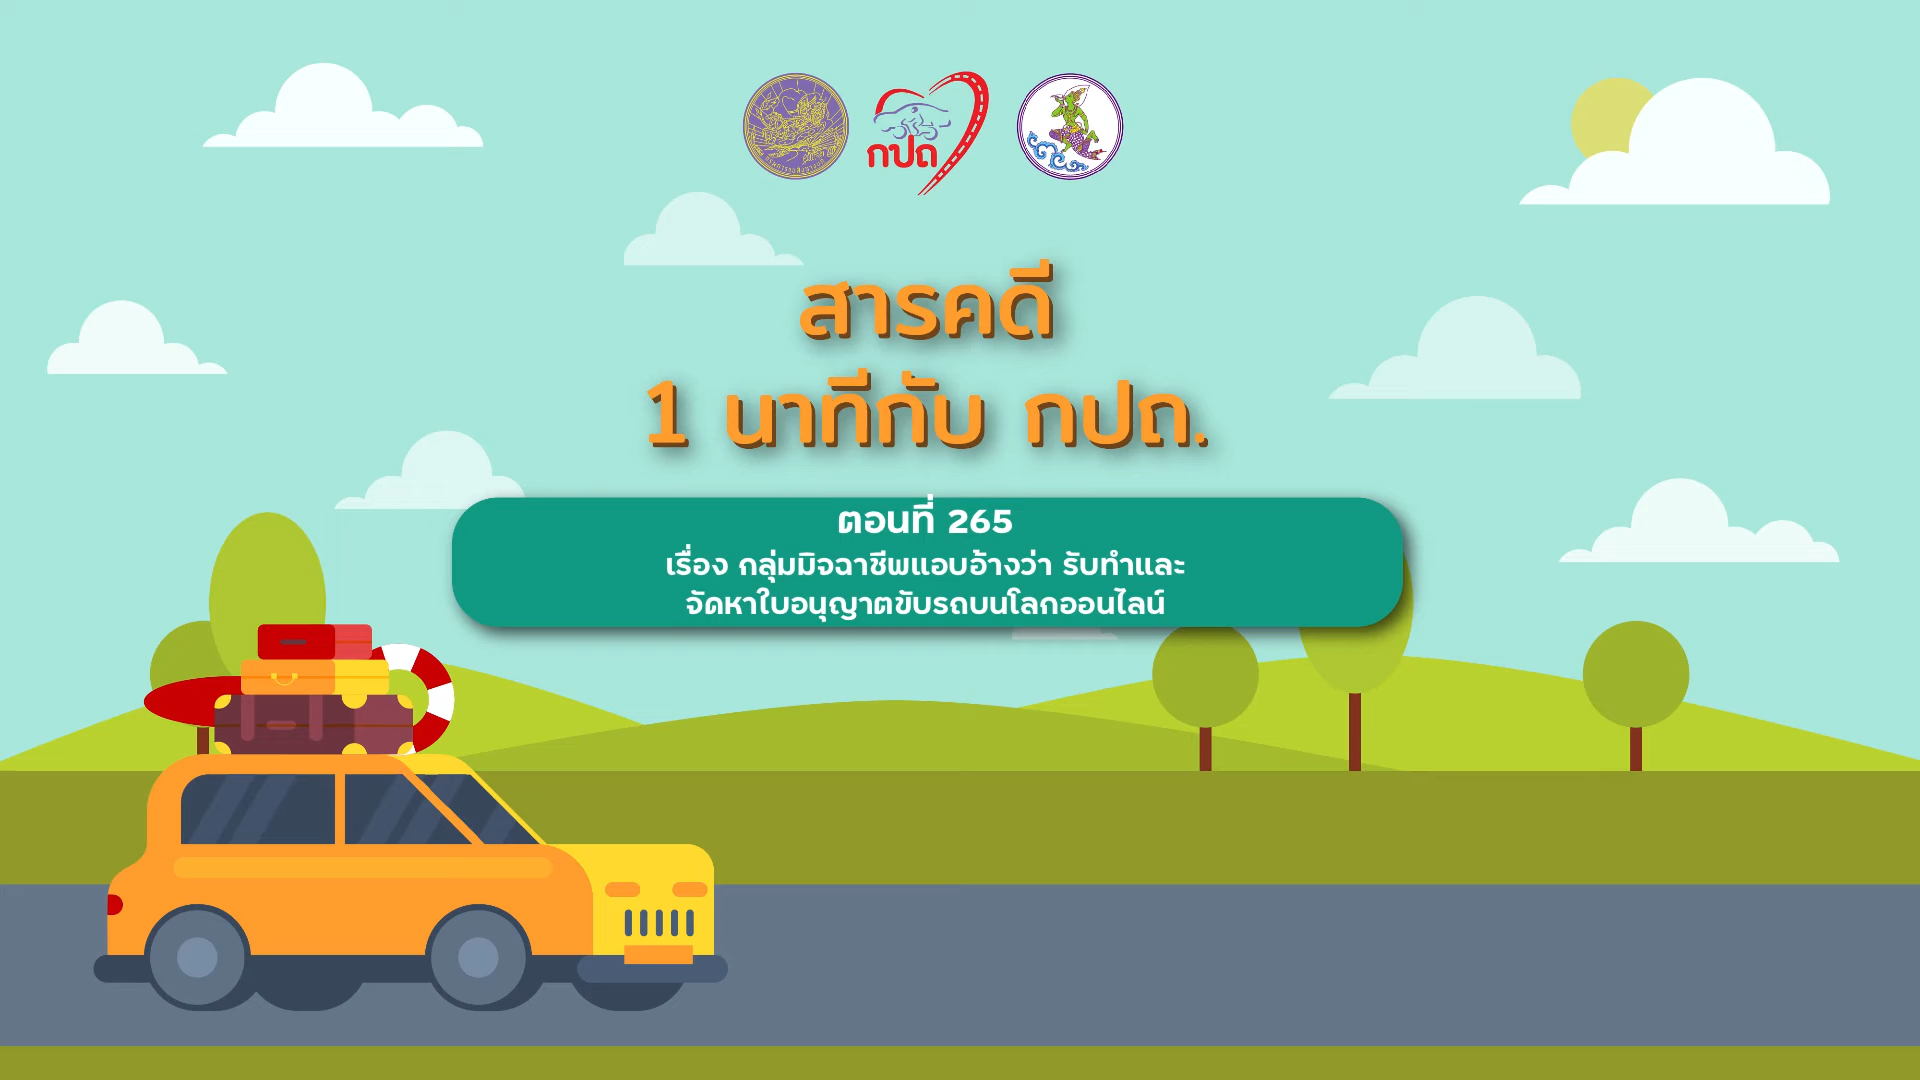 กปถ
สารคดี
1 นาทีกับ กปถ.
ตอนที่ 265
เรื่อง กลุ่มมิจฉาชีพแอบอ้างว่า รับทำและ
จัดหาใบอนุญาตขับรถบนโลกออนไลน์